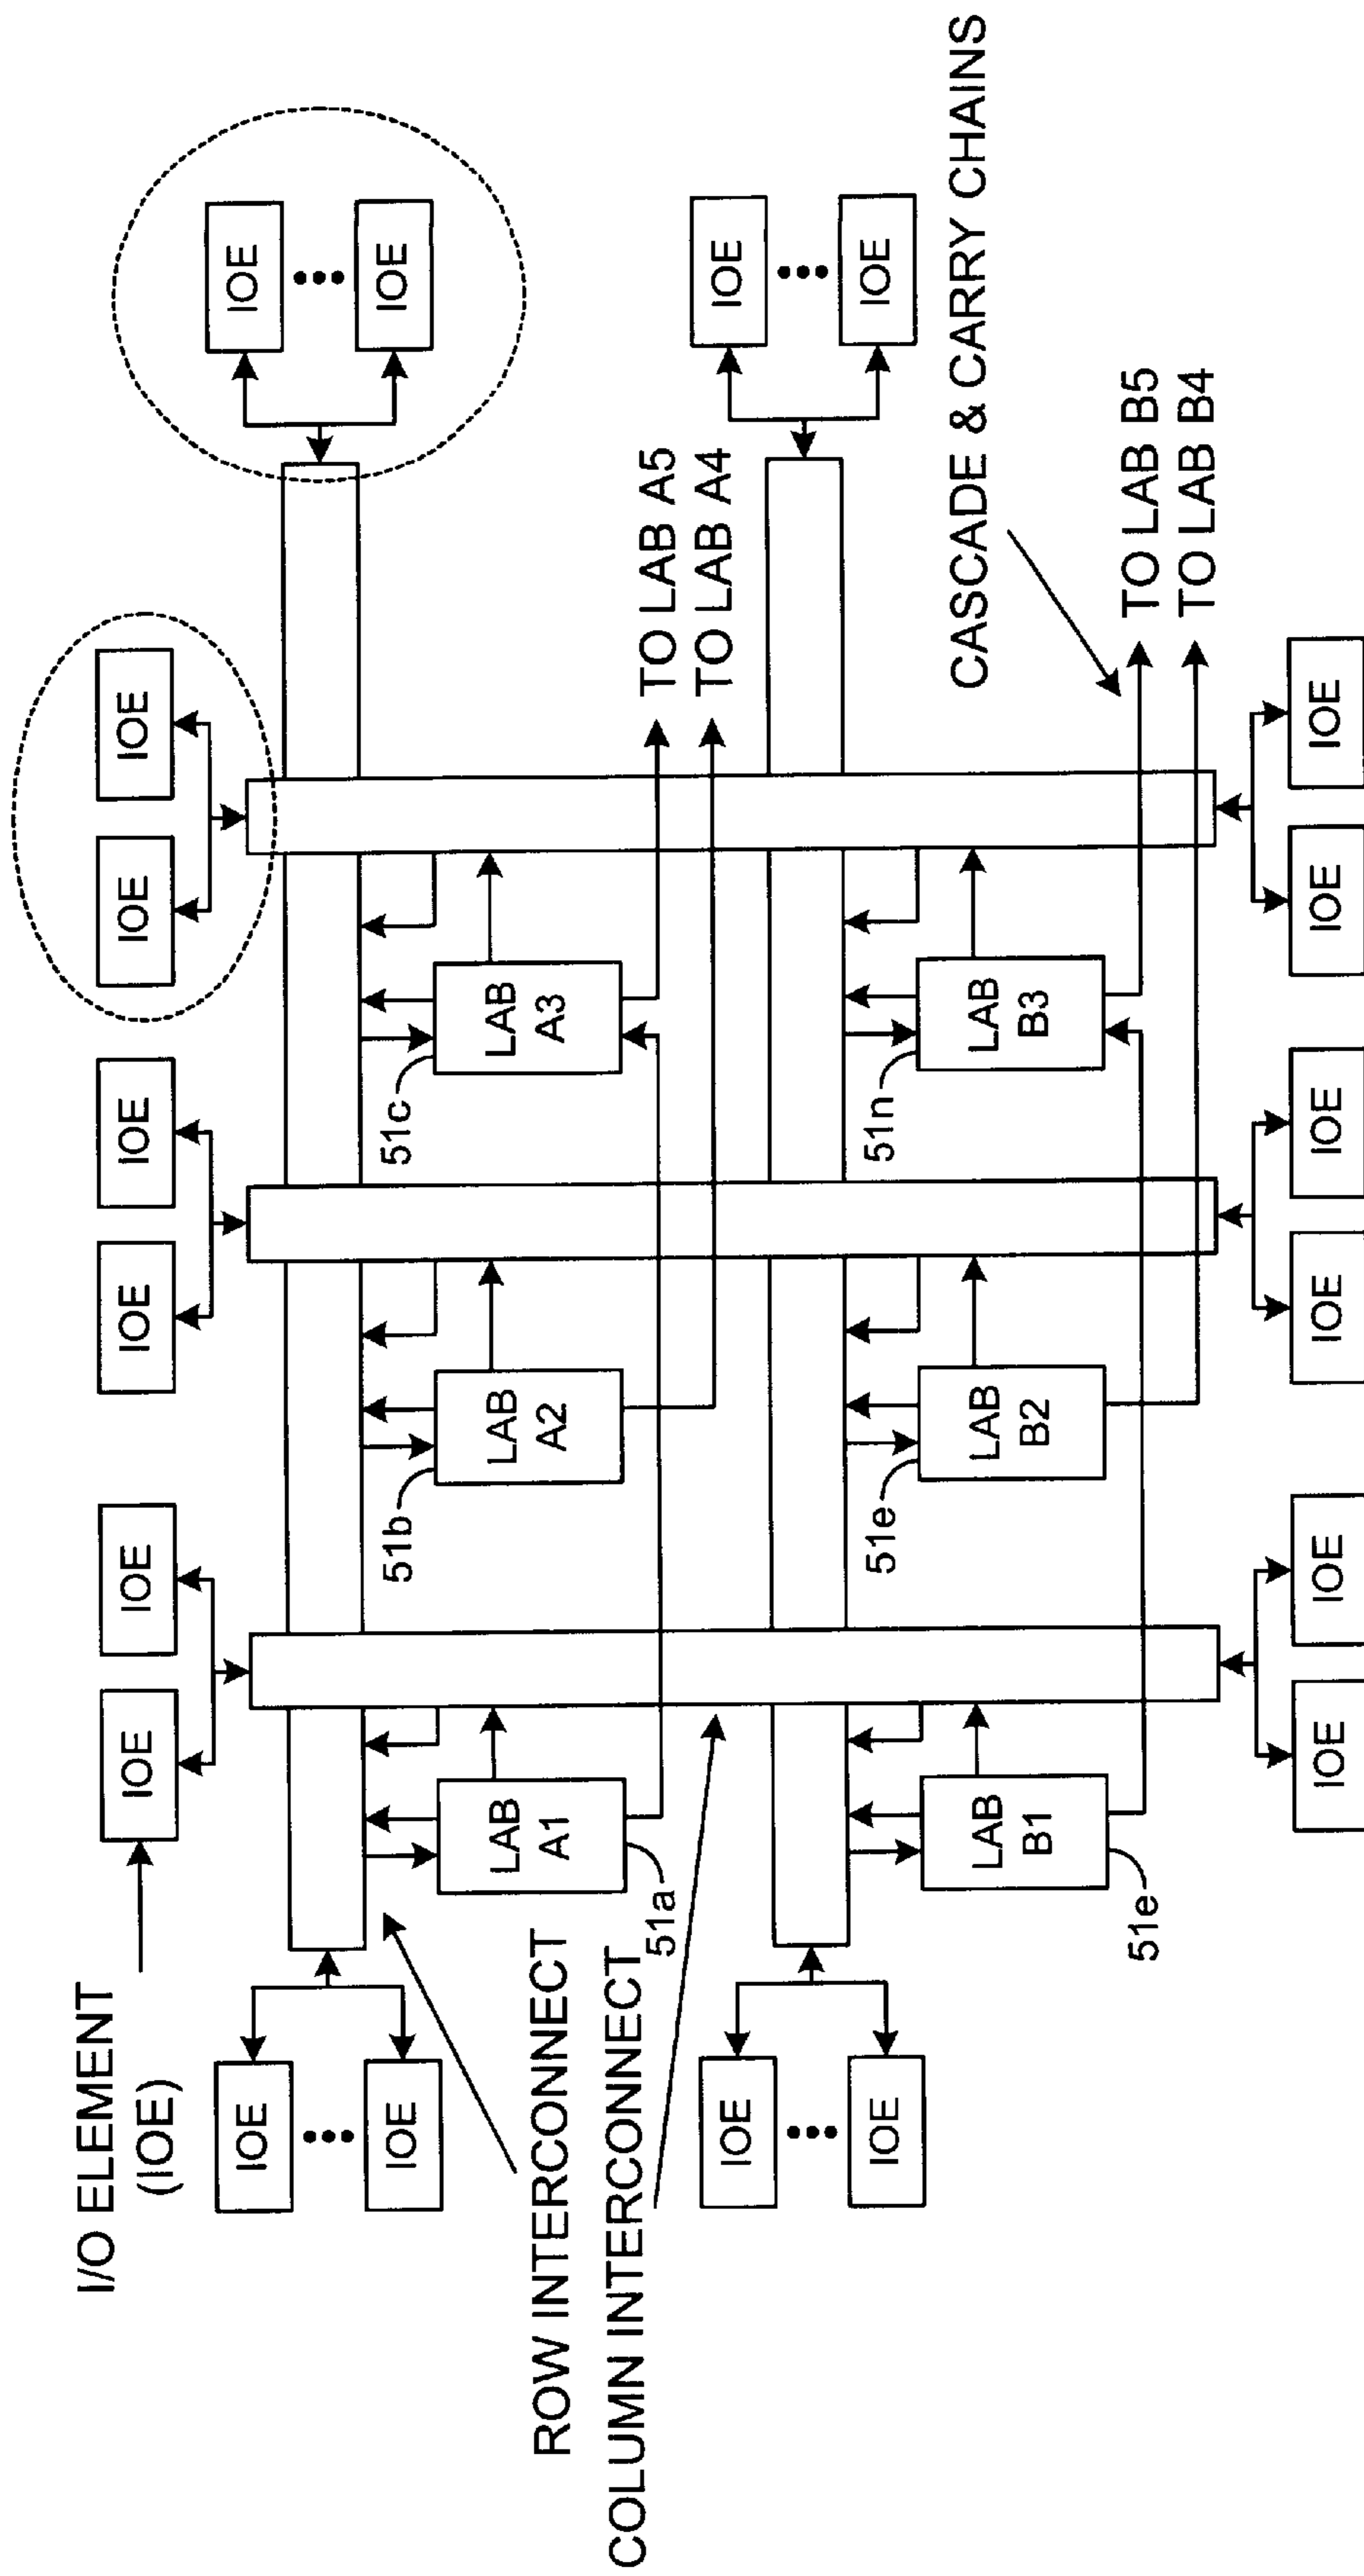 I/O ELEMENT
(IOE)
IOE
IOE
IOE
IOE
IOE
IOE
IOE
IOE
IOE
IOE
51b
51c
LAB
A1
LAB
A2
LAB
A3
ROW INTERCONNECT
COLUMN INTERCONNECT
51a
TO LAB A5
TO LAB A4
IOE
IOE
IOE
IOE
51e
51n
CASCADE & CARRY CHAINS
LAB
B1
LAB
B2
LAB
B3
51e
TO LAB B5
TO LAB B4
IOE
IOE
IOE
IOE
IOE
IOE